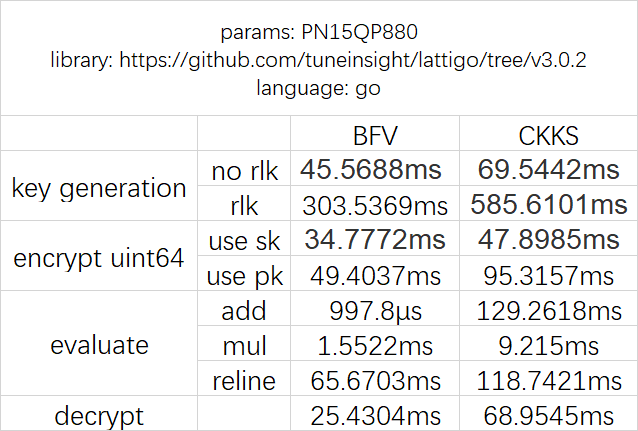 params: PN15QP880
library: https://github.com/tuneinsight/lattigo/tree/v3.0.2
language: go
BFV CKKS
key generation no rlk 45.5688ms 69.5442ms
rlk 303.5369ms 585.6101ms
encrypt uint64 use sk 34.7772ms 47.8985ms
use pk 49.4037ms 95.3157ms
evaluate add 997.8μs 129.2618ms
mul 1.5522ms 9.215ms
reline 65.6703ms 118.7421ms
decrypt 25.4304ms 68.9545ms